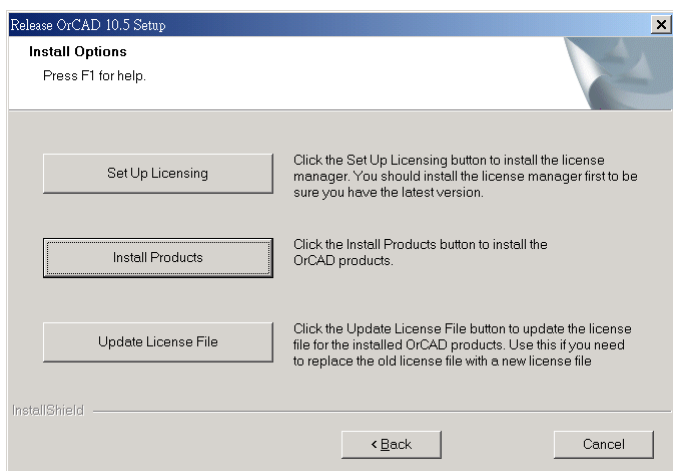 Release OrCAD 10.5 Setup
Install Options
Press F1 for help.
Set Up Licensing
Click the Set Up Licensing button to install the license
manager. You should install the license manager first to be
sure you have the latest version.
Install Products
Click the Install Products button to install the
OrCAD products.
Update License File
Click the Update License File button to update the license
file for the installed OrCAD products. Use this if you need
to replace the old license file with a new license file
InstallShield
< Back
Cancel